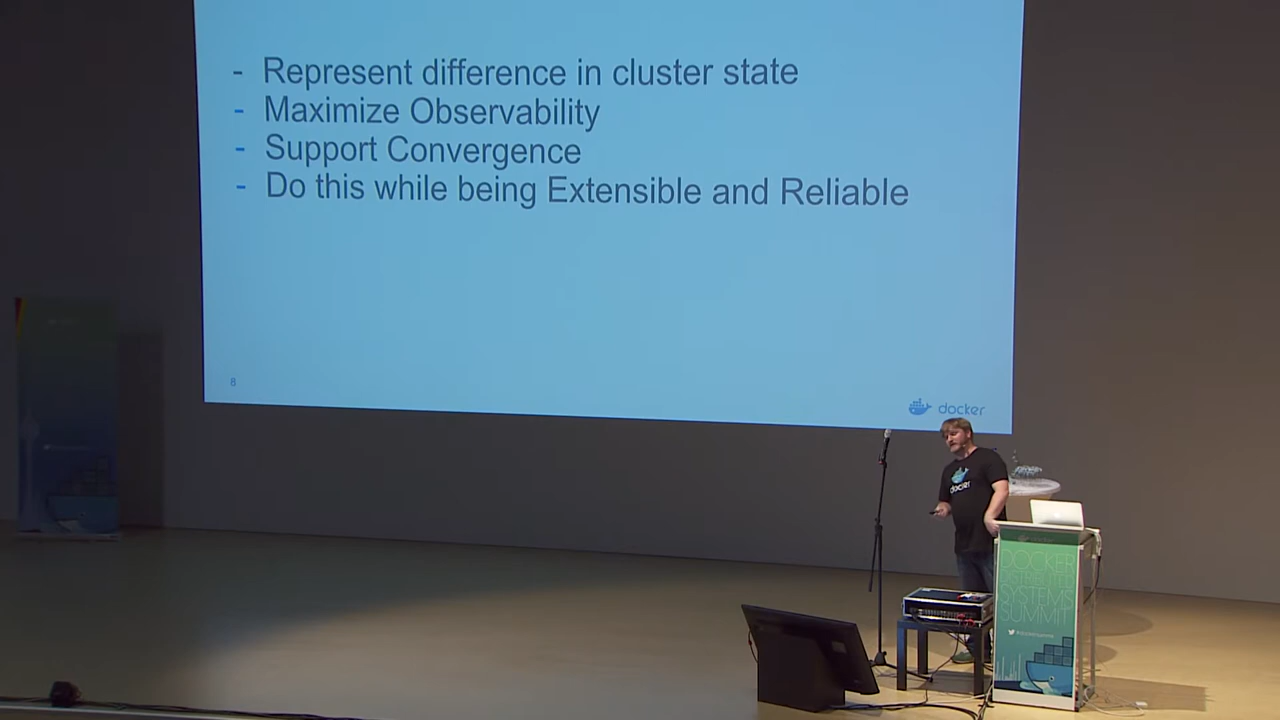 - Represent difference in cluster state
- Maximize Observability
- Support Convergence
- Do this while being Extensible and Reliable
8
docker
docker
docker
DOCKER
SYSTEMS
SUMMIT